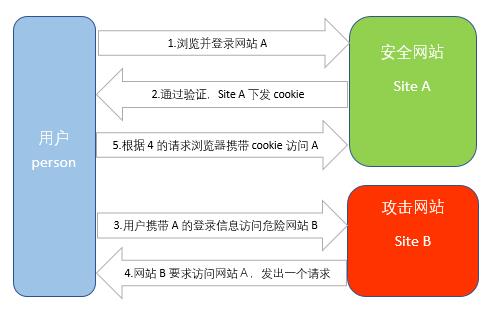 1.浏览并登录网站 A
安全网站
Site A
2.通过验证，Site A 下发 cookie
用户
person
5.根据 4 的请求浏览器携带 cookie 访问 A
攻击网站
3.用户携带 A 的登录信息访问危险网站 B
Site B
4.网站 B 要求访问网站 A，发出一个请求